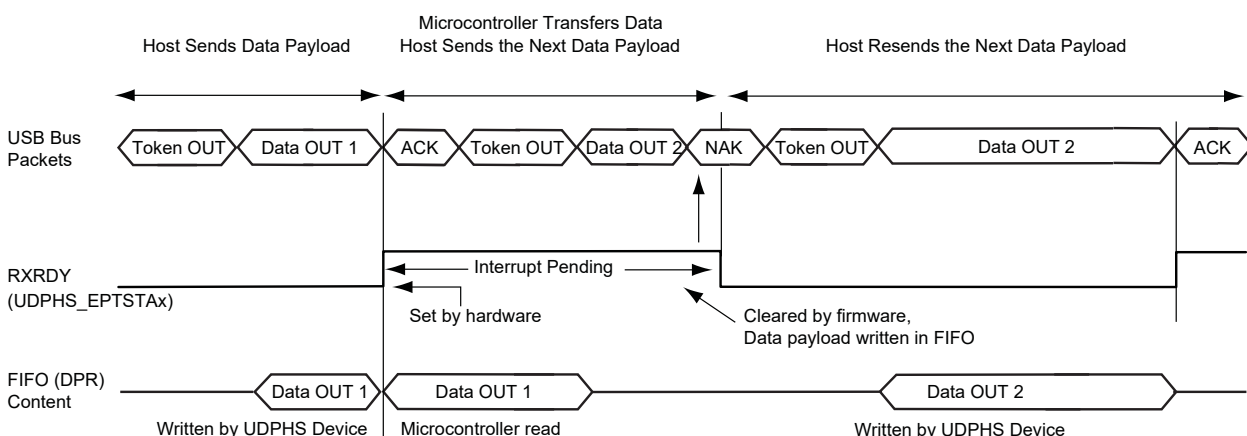 Microcontroller Transfers Data
Host Sends Data Payload
Host Sends the Next Data Payload
Host Resends the Next Data Payload
USB Bus
Packets
Token OUT
Data OUT 1
ACK
Token OUT
Data OUT 2
NAK
Token OUT
Data OUT 2
ACK
RXRDY
(UDPHS_EPTSTAx)
Interrupt Pending
Set by hardware
Cleared by firmware,
Data payload written in FIFO
FIFO (DPR)
Content
Data OUT 1
Data OUT 1
Data OUT 2
Written by UDPHS Device
Microcontroller read
Written by UDPHS Device